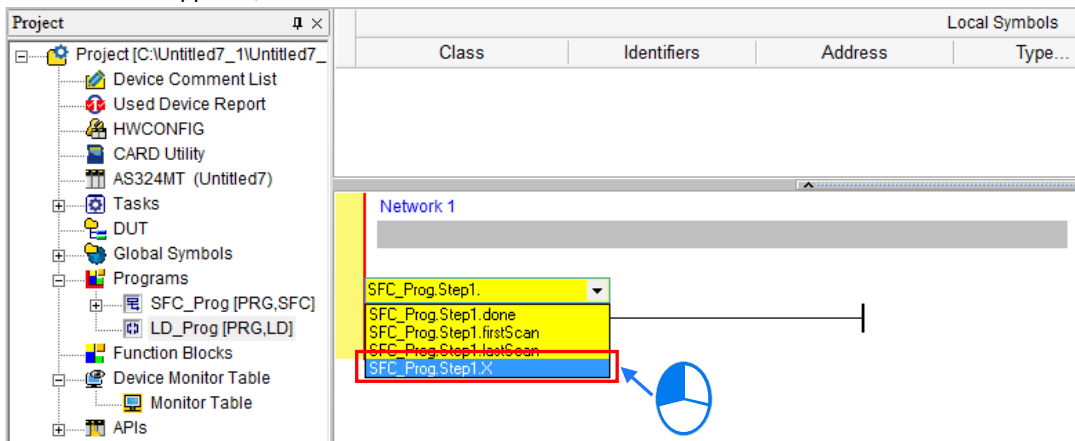 Project
Project [C:\Untitled7_1\Untitled7_
Device Comment List
Used Device Report
HWCONFIG
CARD Utility
AS324MT (Untitled7)
Tasks
DUT
Global Symbols
Programs
SFC_Prog [PRG,SFC]
LD_Prog [PRG,LD]
Function Blocks
Device Monitor Table
Monitor Table
APIs
Local Symbols
Class Identifiers Address Type...
Network 1
SFC_Prog.Step1.
SFC_Prog.Step1.done
SFC_Prog.Step1.firstScan
SFC_Prog.Step1.lastScan
SFC_Prog.Step1.X